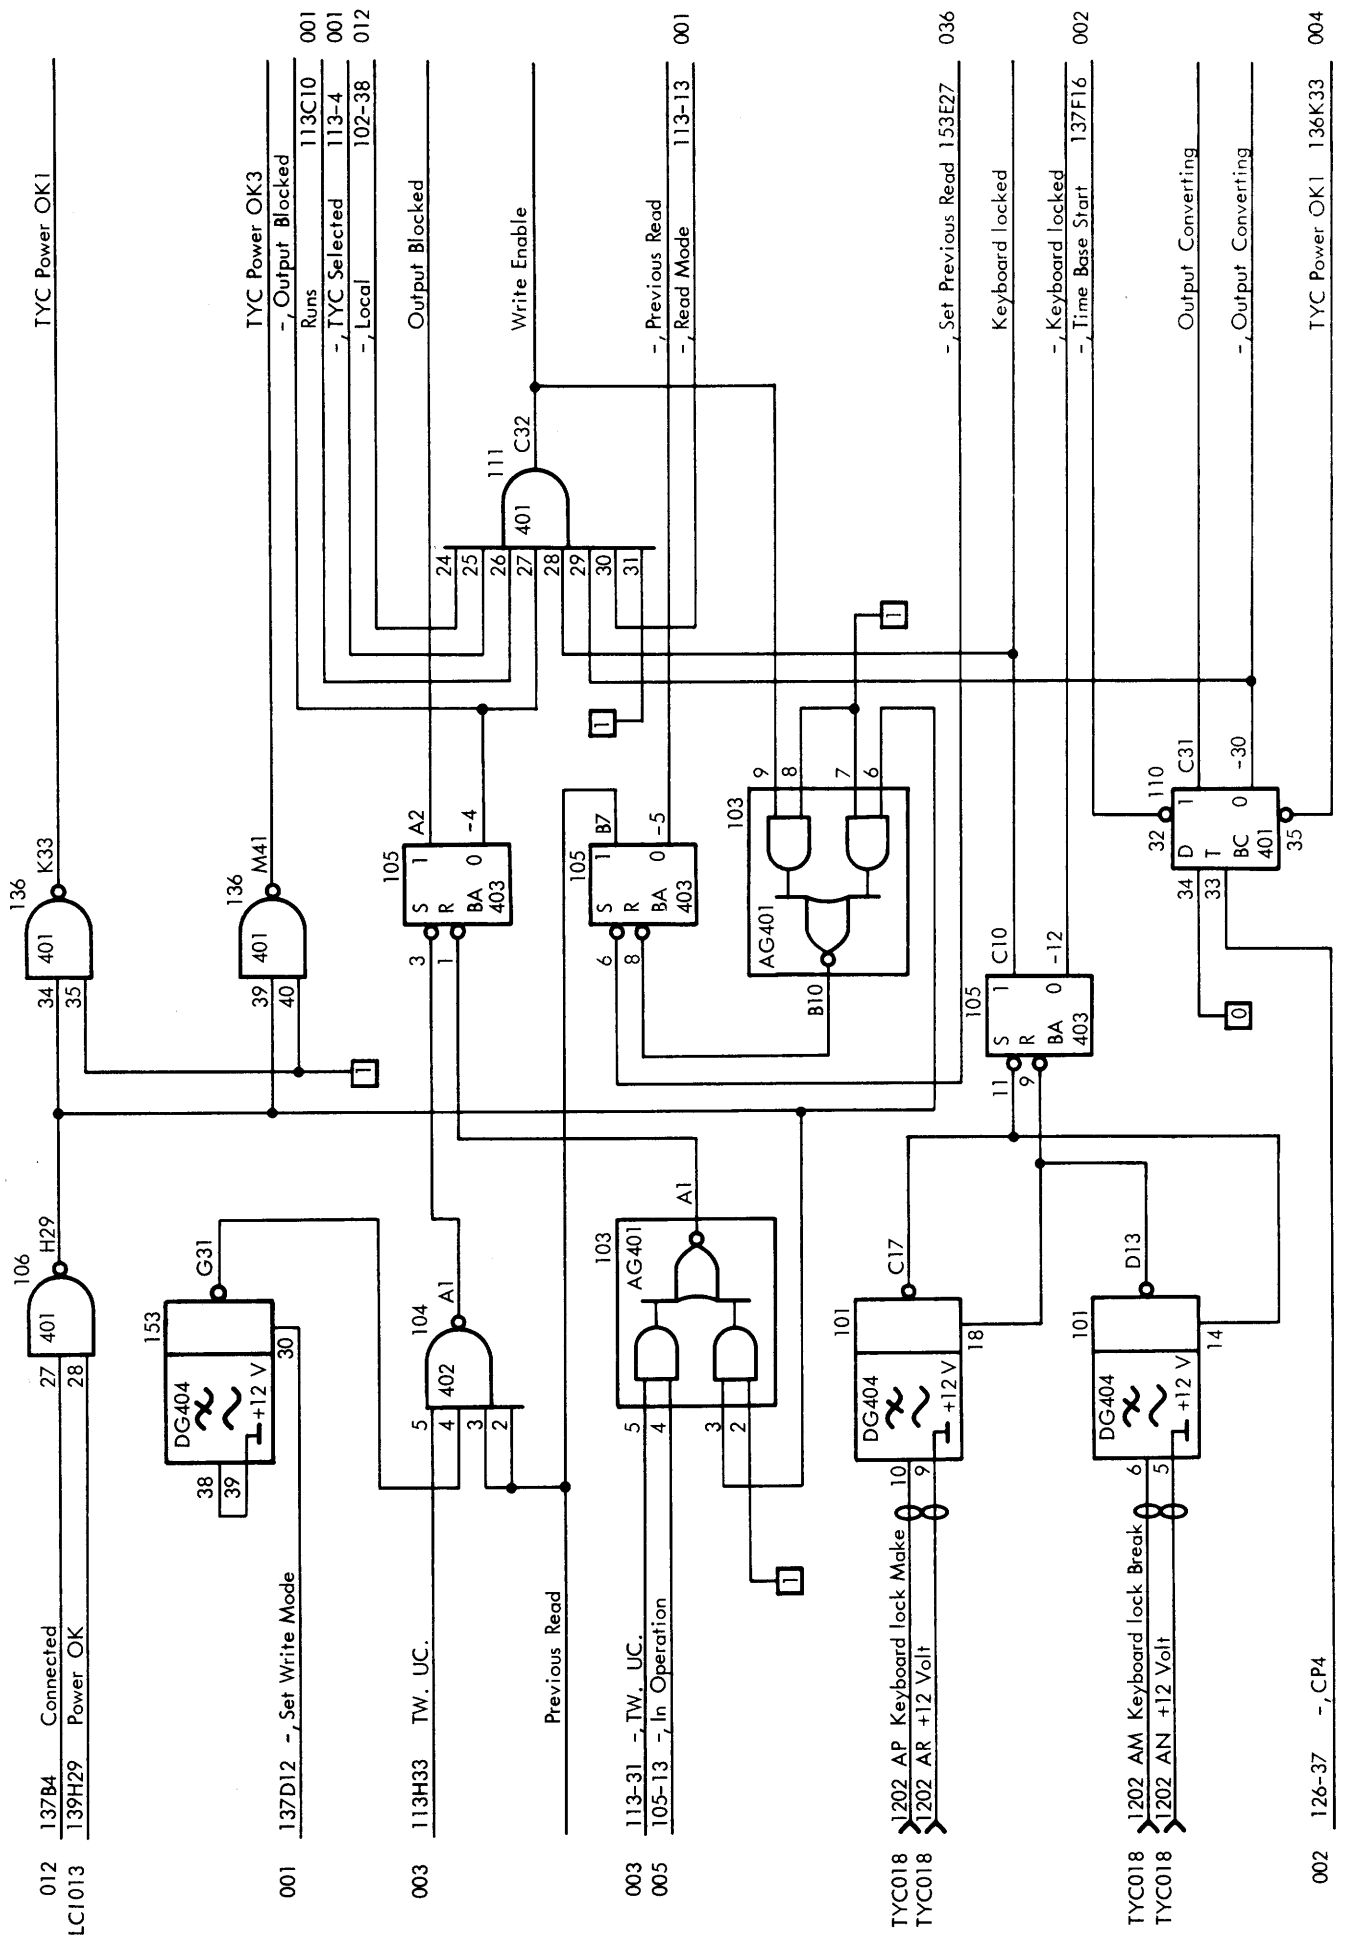 012 137B4 Connected
LCI013 139H29 Power OK
27
28
401
106
H29
34
35
401
136
K33
TYC Power OK1
39
40
401
136
M41
TYC Power OK3
1
153
DG404
+12 V
38
39
30
G31
001 137D12 -,Set Write Mode
-,Output Blocked
Runs 113C10 001
-,TYC Selected 113-4 001
-,Local 102-38 012
003 113H33 TW. UC.
5
4
3
2
402
104
A1
3
1
105
S
R
1
0
BA
403
A2
-4
Output Blocked
24
25
26
27
28
29
30
31
401
111
C32
Write Enable
1
Previous Read
6
8
105
S
R
1
0
BA
403
B7
-5
-,Previous Read
-,Read Mode 113-13 001
003 113-31 -,TW. UC.
005 105-13 -,In Operation
5
4
3
2
103
AG401
A1
1
103
AG401
B10
9
8
7
6
1
-,Set Previous Read 153E27 036
TYC018 1202 AP Keyboard lock Make
TYC018 1202 AR +12 Volt
10
9
101
DG404
+12 V
18
C17
11
9
105
S
R
1
0
BA
403
C10
-12
Keyboard locked
-,Keyboard locked
-,Time Base Start 137F16 002
TYC018 1202 AM Keyboard lock Break
TYC018 1202 AN +12 Volt
6
5
101
DG404
+12 V
14
D13
0
34
33
32
35
110
D
T
1
0
BC
401
C31
-30
Output Converting
-,Output Converting
002 126-37 -,CP4
TYC Power OK1 136K33 004